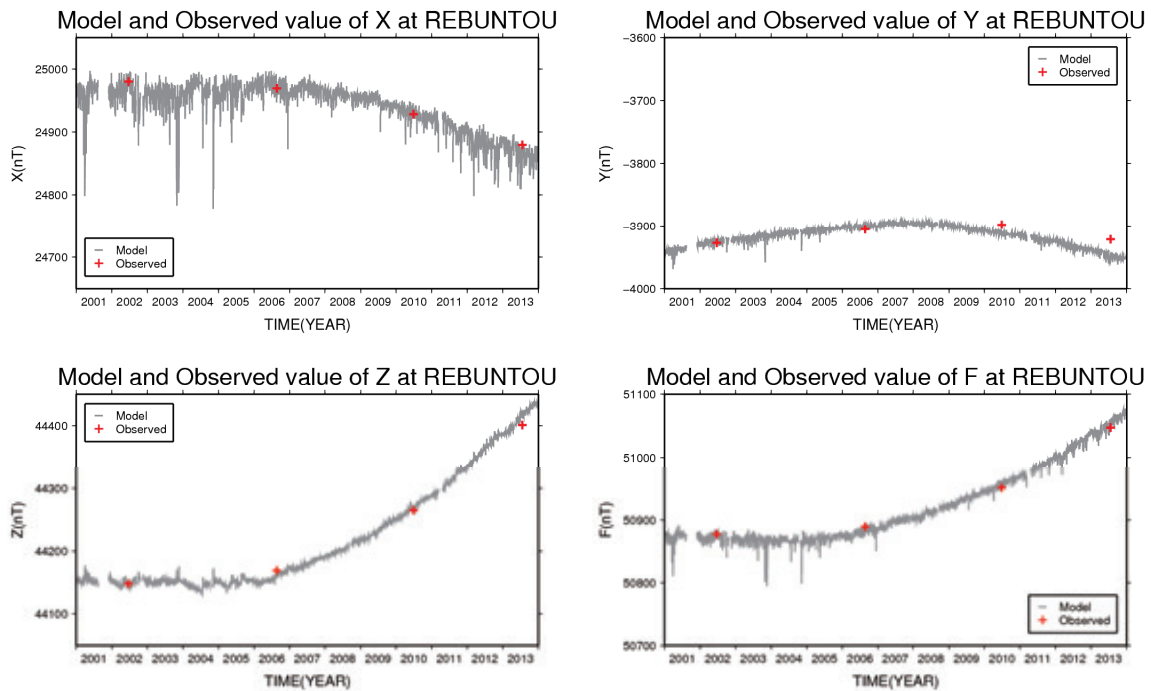 Model and Observed value of X at REBUNTOU
X(nT)
25000
24900
24800
24700
Model
Observed
2001 2002 2003 2004 2005 2006 2007 2008 2009 2010 2011 2012 2013
TIME(YEAR)
Model and Observed value of Y at REBUNTOU
Y(nT)
−3600
−3700
−3800
−3900
−4000
Model
Observed
2001 2002 2003 2004 2005 2006 2007 2008 2009 2010 2011 2012 2013
TIME(YEAR)
Model and Observed value of Z at REBUNTOU
Z(nT)
44400
44300
44200
44100
Model
Observed
2001 2002 2003 2004 2005 2006 2007 2008 2009 2010 2011 2012 2013
TIME(YEAR)
Model and Observed value of F at REBUNTOU
F(nT)
51100
51000
50900
50800
50700
Model
Observed
2001 2002 2003 2004 2005 2006 2007 2008 2009 2010 2011 2012 2013
TIME(YEAR)